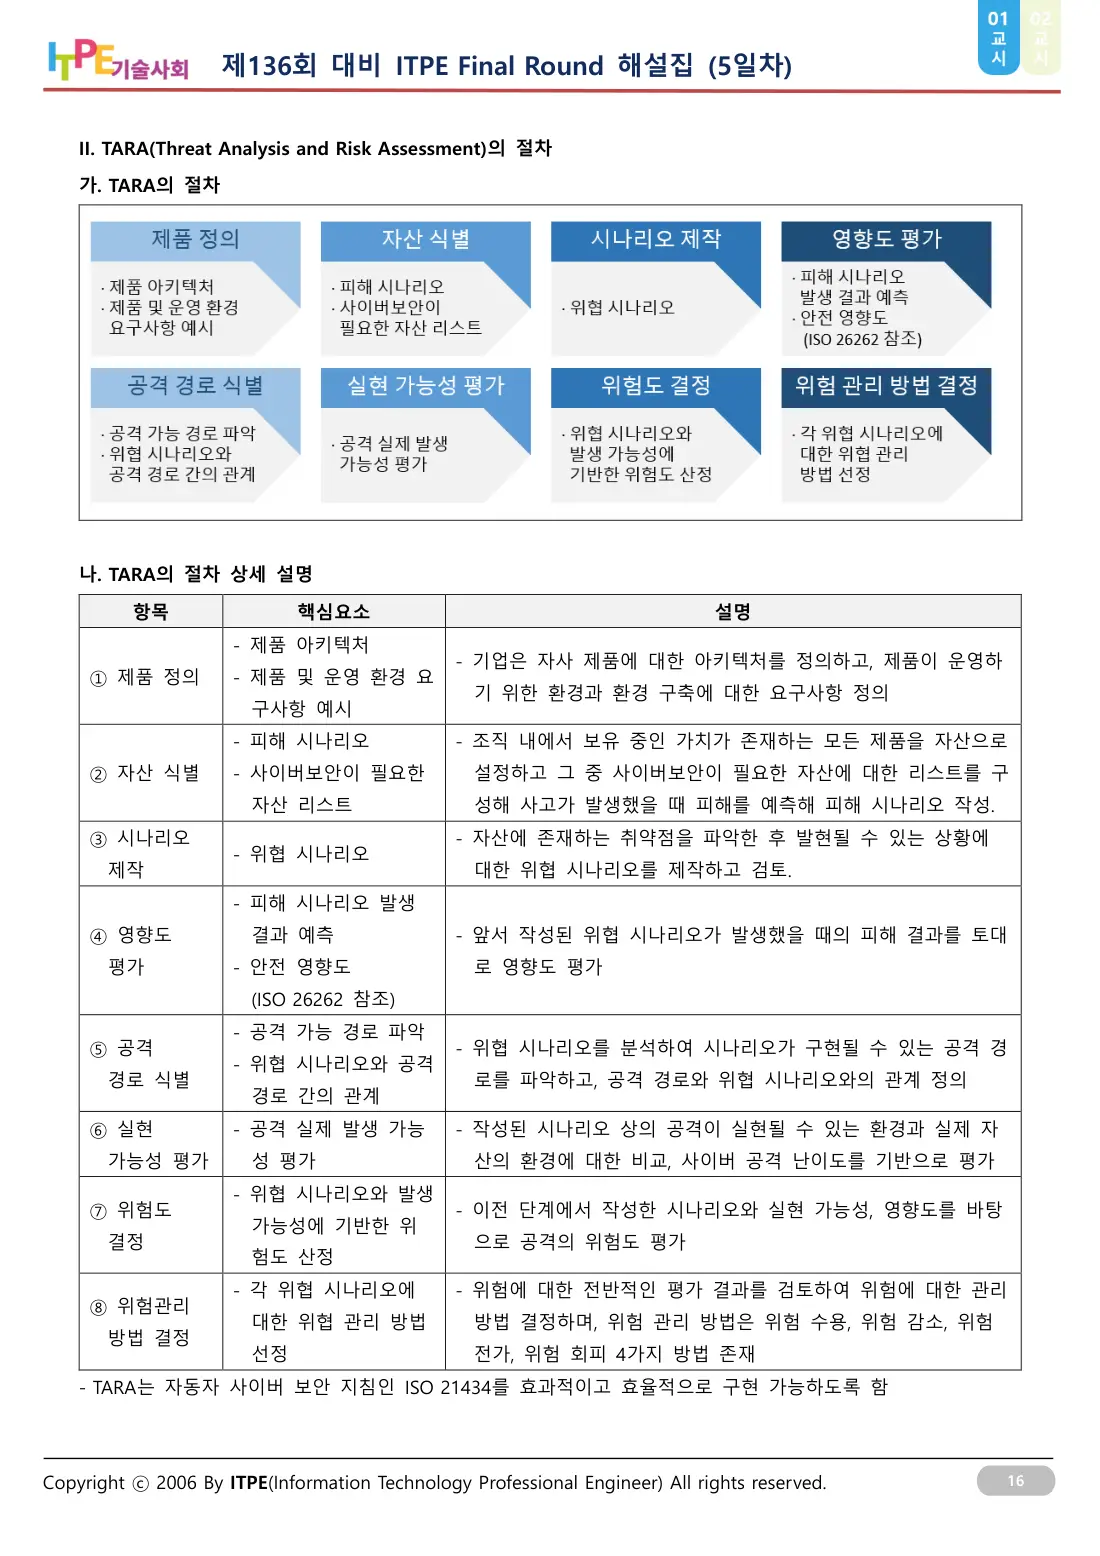 01
교
시
02
교
시
ITPE기술사회 제136회 대비 ITPE Final Round 해설집 (5일차)
II. TARA(Threat Analysis and Risk Assessment)의 절차
가. TARA의 절차
제품 정의
· 제품 아키텍처
· 제품 및 운영 환경
요구사항 예시
자산 식별
· 피해 시나리오
· 사이버보안이
필요한 자산 리스트
시나리오 제작
· 위협 시나리오
영향도 평가
· 피해 시나리오
발생 결과 예측
· 안전 영향도
(ISO 26262 참조)
공격 경로 식별
· 공격 가능 경로 파악
· 위협 시나리오와
공격 경로 간의 관계
실현 가능성 평가
· 공격 실제 발생
가능성 평가
위험도 결정
· 위협 시나리오와
발생 가능성에
기반한 위험도 산정
위험 관리 방법 결정
· 각 위협 시나리오에
대한 위협 관리
방법 선정
나. TARA의 절차 상세 설명
항목 핵심요소 설명
① 제품 정의
- 제품 아키텍처
- 제품 및 운영 환경 요
구사항 예시
- 기업은 자사 제품에 대한 아키텍처를 정의하고, 제품이 운영하
기 위한 환경과 환경 구축에 대한 요구사항 정의
② 자산 식별
- 피해 시나리오
- 사이버보안이 필요한
자산 리스트
- 조직 내에서 보유 중인 가치가 존재하는 모든 제품을 자산으로
설정하고 그 중 사이버보안이 필요한 자산에 대한 리스트를 구
성해 사고가 발생했을 때 피해를 예측해 피해 시나리오 작성.
③ 시나리오
제작
- 위협 시나리오
- 자산에 존재하는 취약점을 파악한 후 발현될 수 있는 상황에
대한 위협 시나리오를 제작하고 검토.
④ 영향도
평가
- 피해 시나리오 발생
결과 예측
- 안전 영향도
(ISO 26262 참조)
- 앞서 작성된 위협 시나리오가 발생했을 때의 피해 결과를 토대
로 영향도 평가
⑤ 공격
경로 식별
- 공격 가능 경로 파악
- 위협 시나리오와 공격
경로 간의 관계
- 위협 시나리오를 분석하여 시나리오가 구현될 수 있는 공격 경
로를 파악하고, 공격 경로와 위협 시나리오와의 관계 정의
⑥ 실현
가능성 평가
- 공격 실제 발생 가능
성 평가
- 작성된 시나리오 상의 공격이 실현될 수 있는 환경과 실제 자
산의 환경에 대한 비교, 사이버 공격 난이도를 기반으로 평가
⑦ 위험도
결정
- 위협 시나리오와 발생
가능성에 기반한 위
험도 산정
- 이전 단계에서 작성한 시나리오와 실현 가능성, 영향도를 바탕
으로 공격의 위험도 평가
⑧ 위험관리
방법 결정
- 각 위협 시나리오에
대한 위협 관리 방법
선정
- 위험에 대한 전반적인 평가 결과를 검토하여 위험에 대한 관리
방법 결정하며, 위험 관리 방법은 위험 수용, 위험 감소, 위험
전가, 위험 회피 4가지 방법 존재
- TARA는 자동자 사이버 보안 지침인 ISO 21434를 효과적이고 효율적으로 구현 가능하도록 함
Copyright ⓒ 2006 By ITPE(Information Technology Professional Engineer) All rights reserved.
16